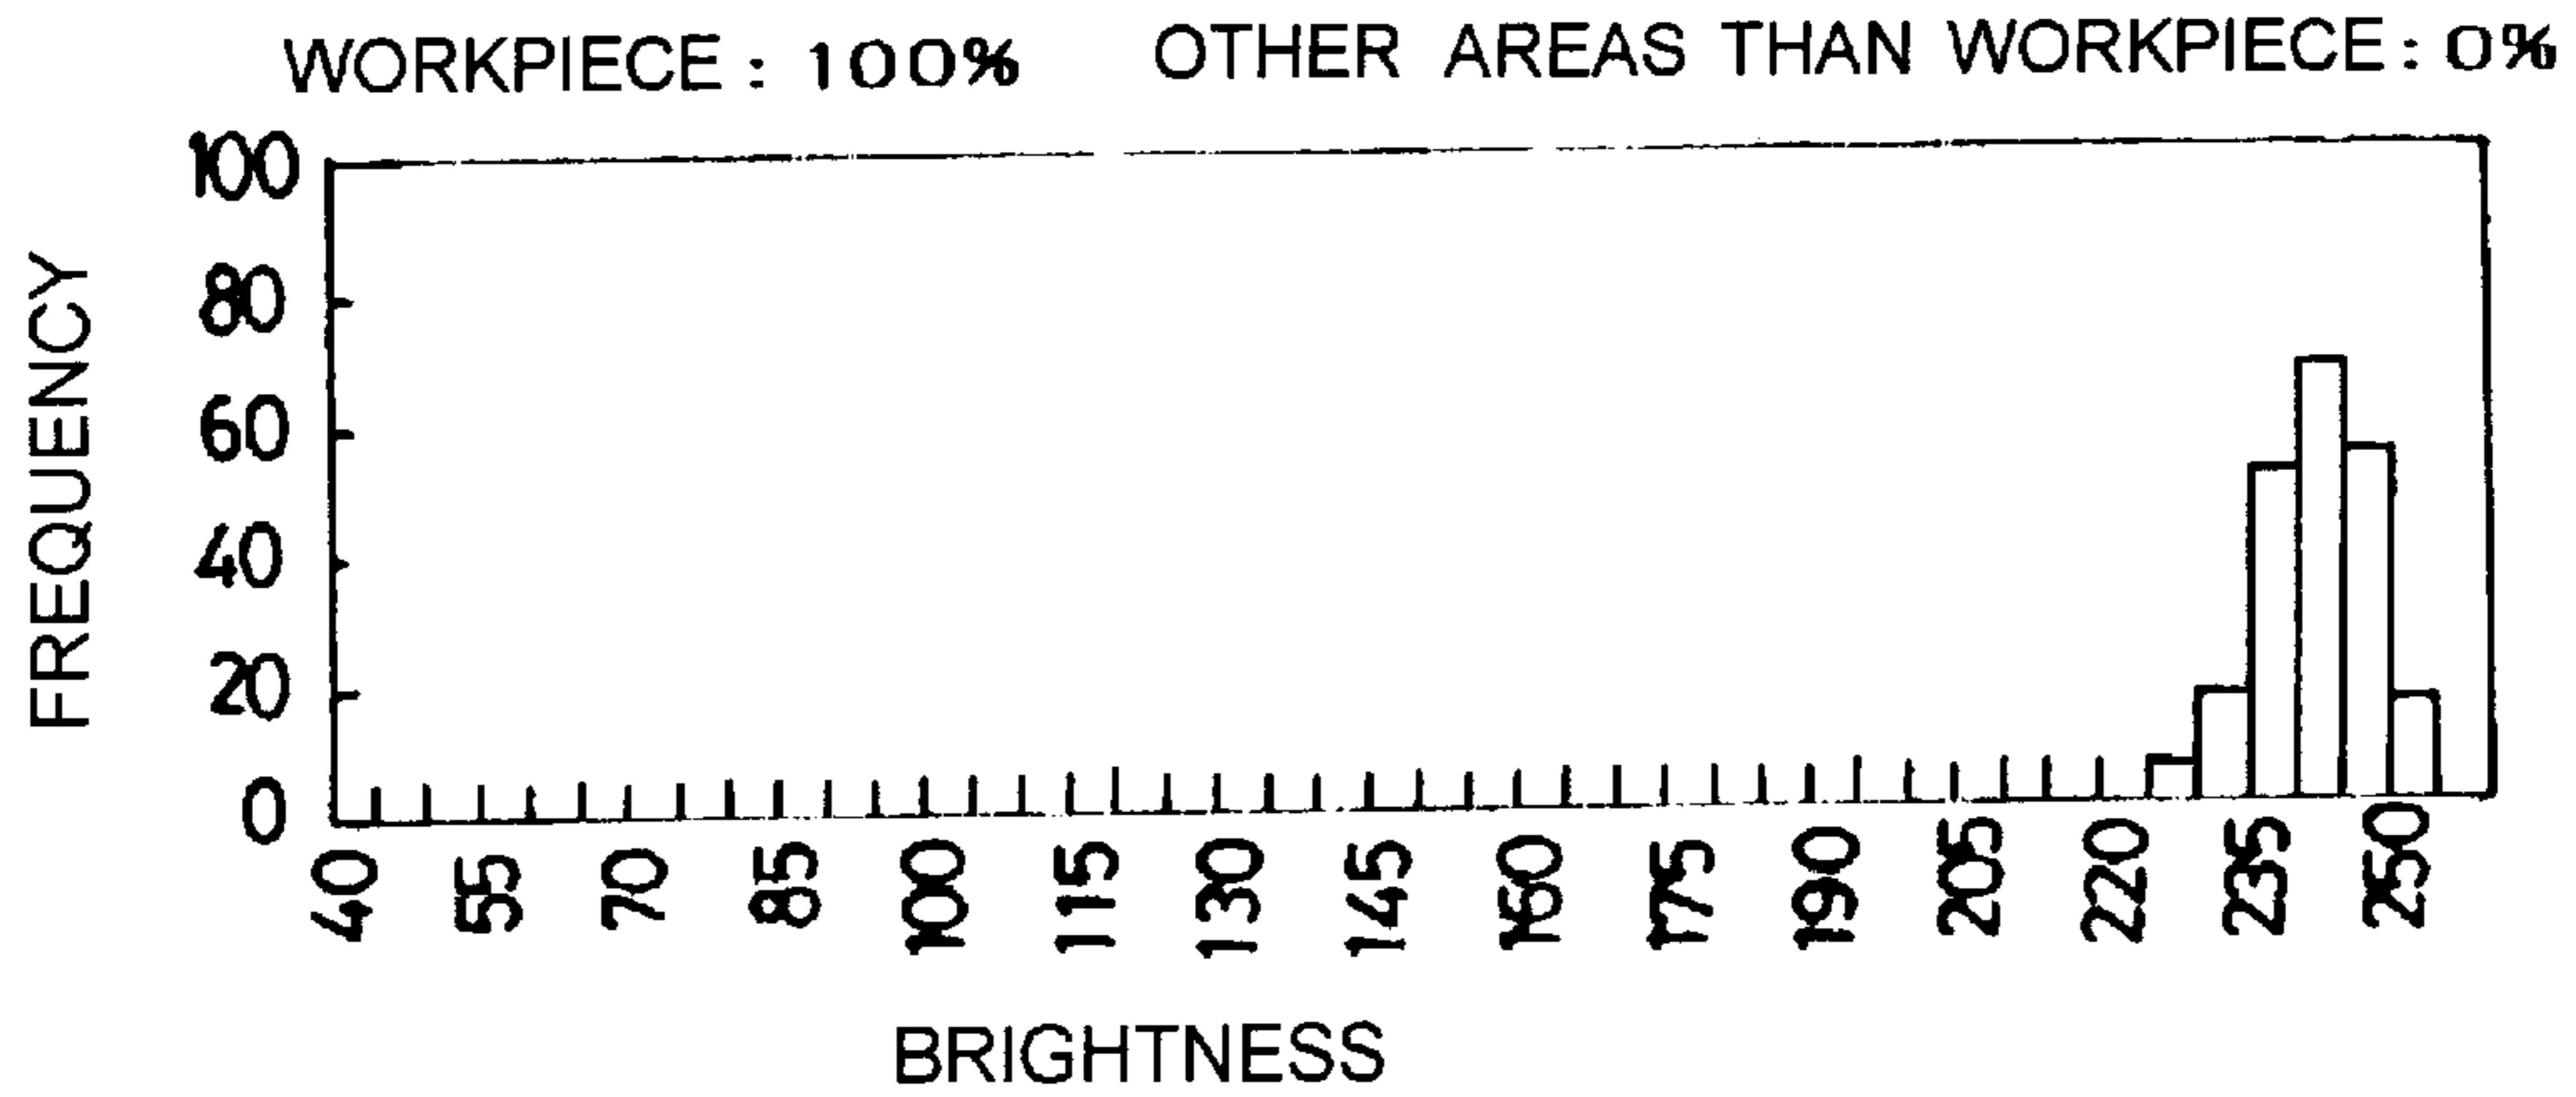 WORKPIECE : 100% OTHER AREAS THAN WORKPIECE : 0%
FREQUENCY
100
80
60
40
20
0
40 55 70 85 100 115 130 145 160 175 190 205 220 235 250
BRIGHTNESS